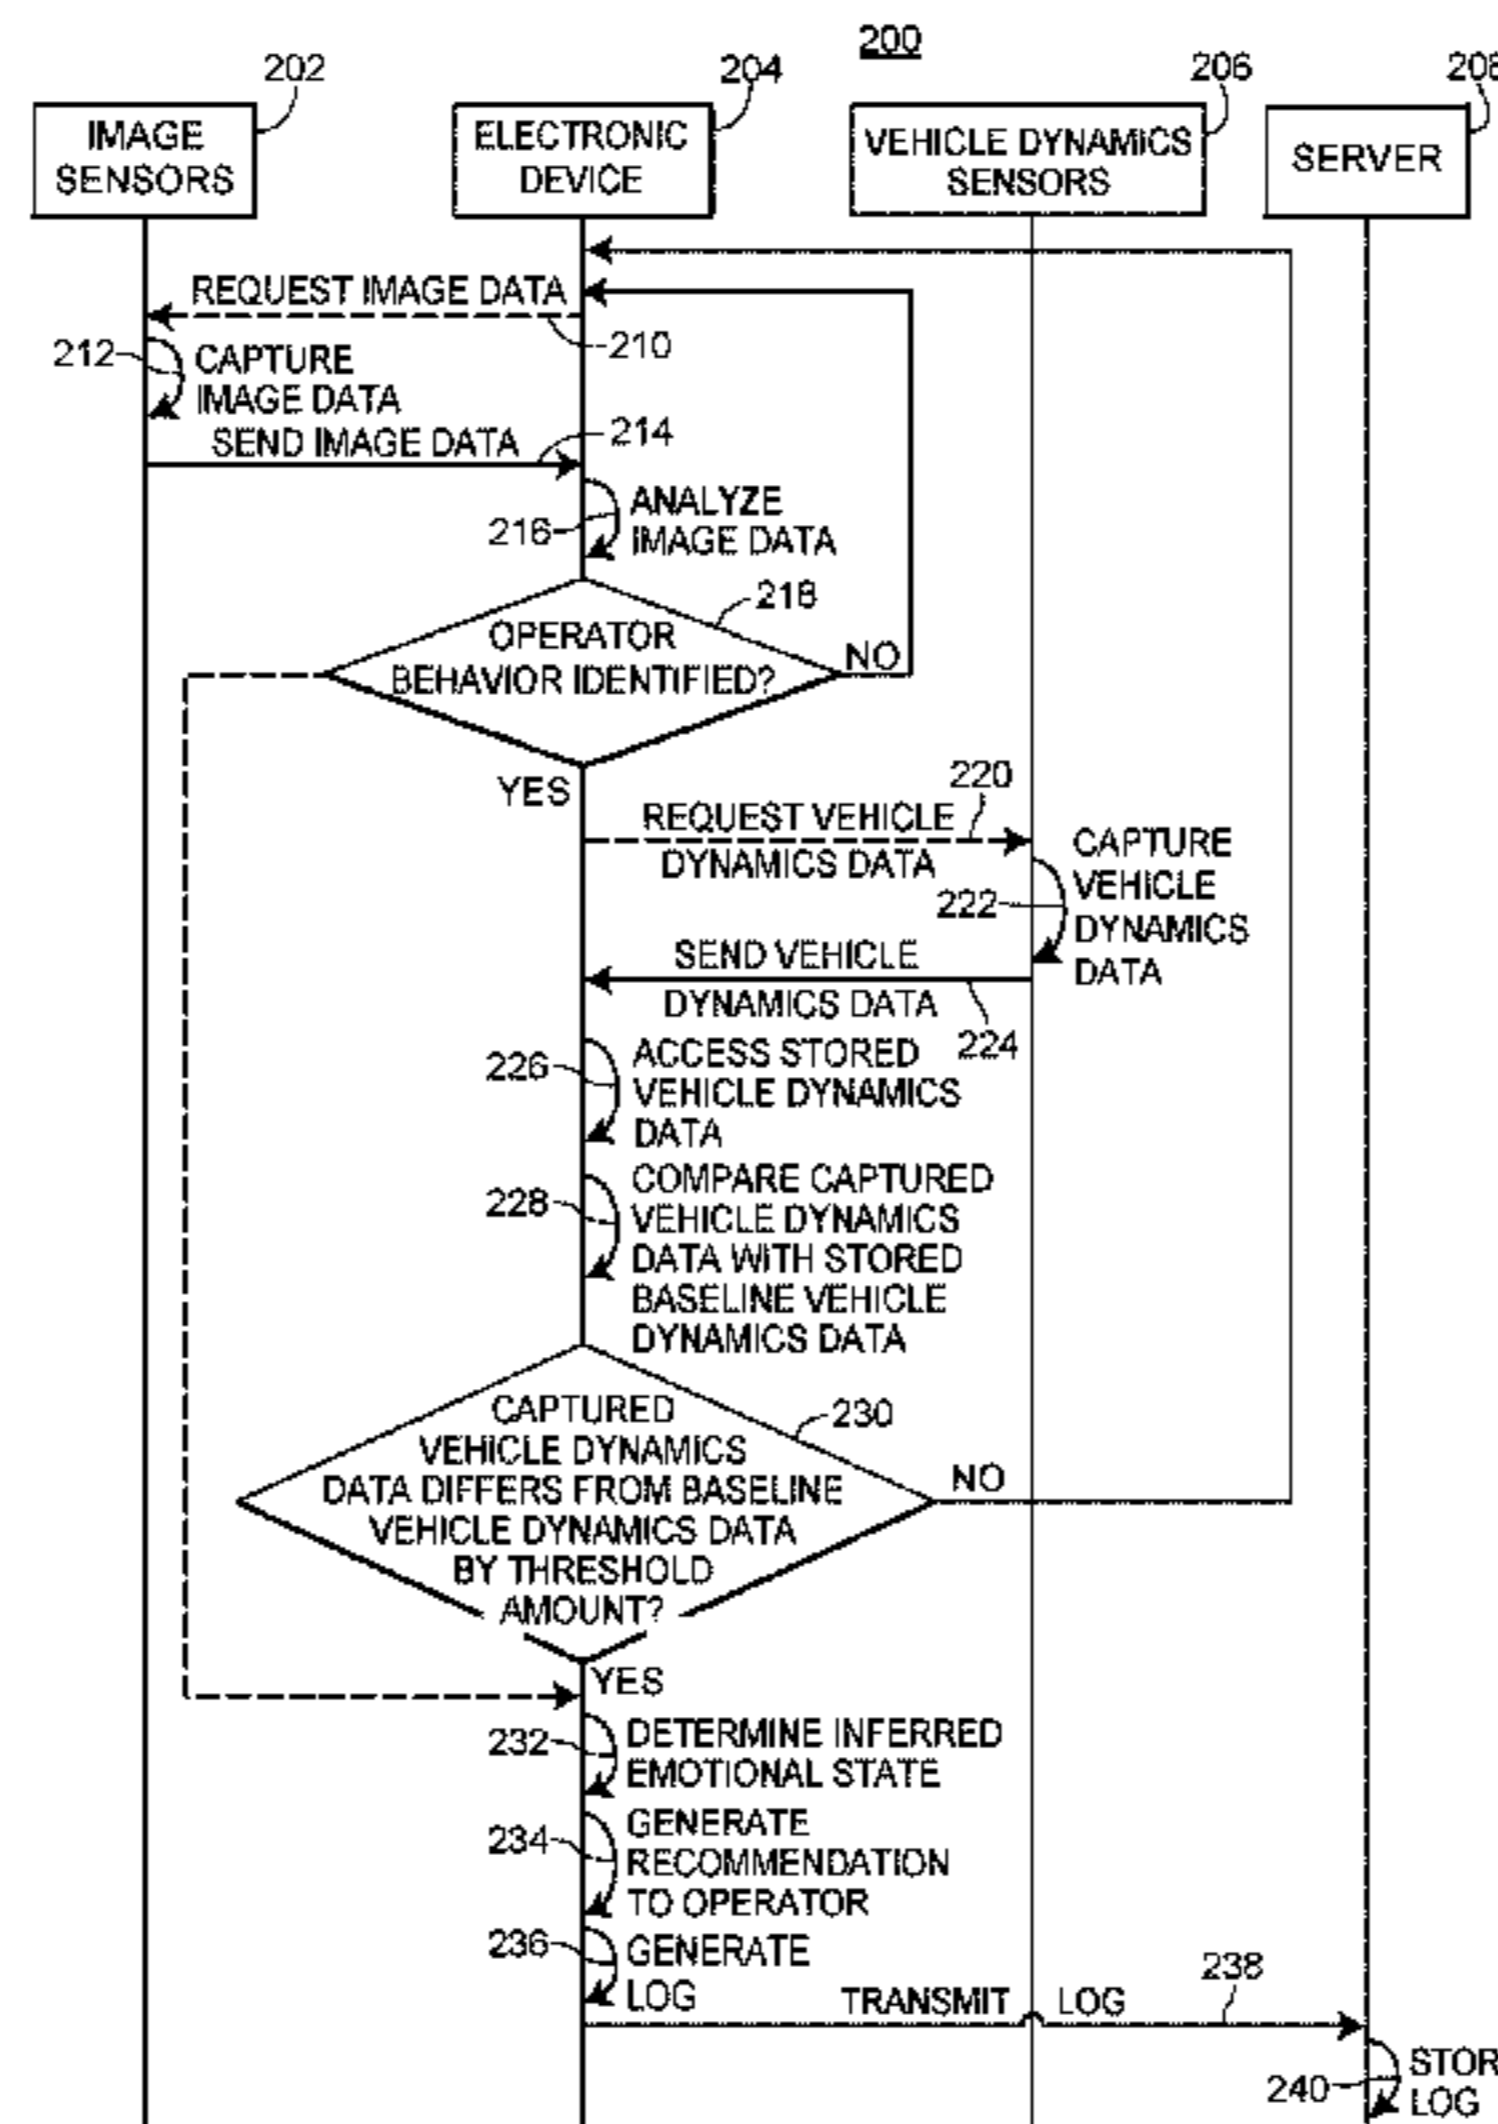 200
202
204
206
IMAGE
SENSORS
ELECTRONIC
DEVICE
VEHICLE DYNAMICS
SENSORS
SERVER
REQUEST IMAGE DATA
210
212
CAPTURE
IMAGE DATA
SEND IMAGE DATA
214
216
ANALYZE
IMAGE DATA
218
OPERATOR
BEHAVIOR IDENTIFIED?
NO
YES
220
REQUEST VEHICLE
DYNAMICS DATA
222
CAPTURE
VEHICLE
DYNAMICS
DATA
SEND VEHICLE
DYNAMICS DATA
224
226
ACCESS STORED
VEHICLE DYNAMICS
DATA
228
COMPARE CAPTURED
VEHICLE DYNAMICS
DATA WITH STORED
BASELINE VEHICLE
DYNAMICS DATA
230
CAPTURED
VEHICLE DYNAMICS
DATA DIFFERS FROM BASELINE
VEHICLE DYNAMICS DATA
BY THRESHOLD
AMOUNT?
NO
YES
232
DETERMINE INFERRED
EMOTIONAL STATE
234
GENERATE
RECOMMENDATION
TO OPERATOR
236
GENERATE
LOG
TRANSMIT LOG
238
240
LOG